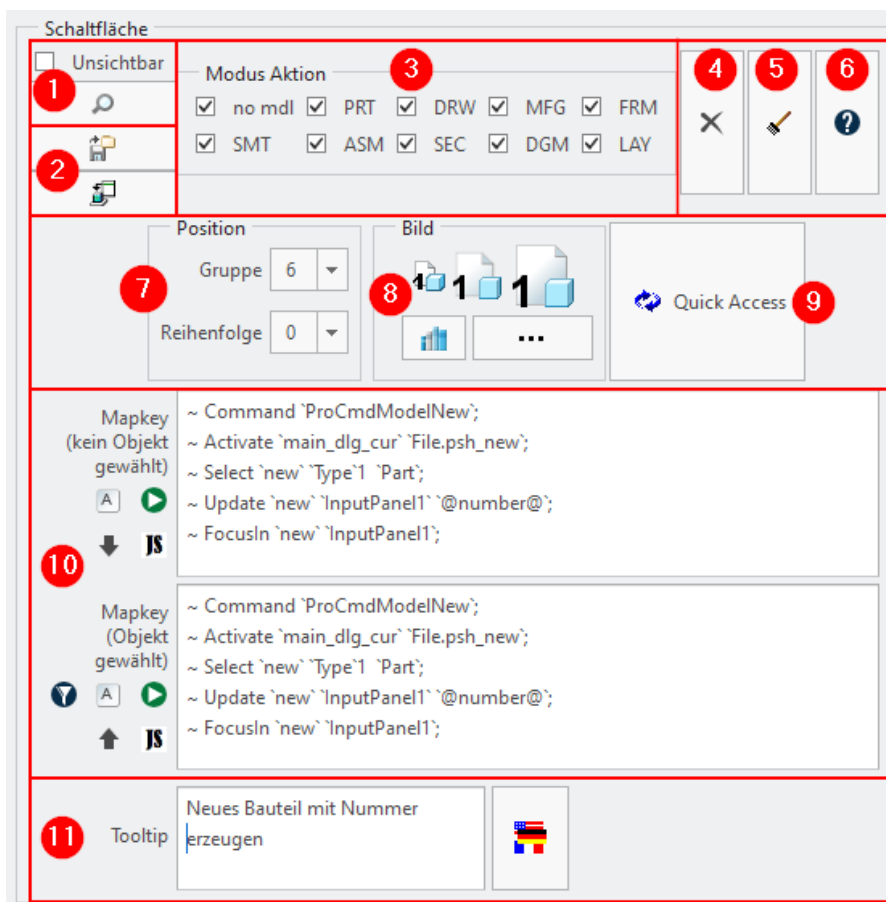 Schaltfläche
Unsichtbar
1
2
Modus Aktion
3
no mdl PRT DRW MFG FRM
SMT ASM SEC DGM LAY
4
5
6
Position
7
Gruppe 6
Reihenfolge 0
Bild
8
1 1 1
...
Quick Access
9
10
Mapkey
(kein Objekt
gewählt)
A
JS
~ Command `ProCmdModelNew`;
~ Activate `main_dlg_cur` `File.psh_new`;
~ Select `new` `Type`1 `Part`;
~ Update `new` `InputPanel1` `@number@`;
~ FocusIn `new` `InputPanel1`;
Mapkey
(Objekt
gewählt)
A
JS
~ Command `ProCmdModelNew`;
~ Activate `main_dlg_cur` `File.psh_new`;
~ Select `new` `Type`1 `Part`;
~ Update `new` `InputPanel1` `@number@`;
~ FocusIn `new` `InputPanel1`;
11
Tooltip
Neues Bauteil mit Nummer
erzeugen